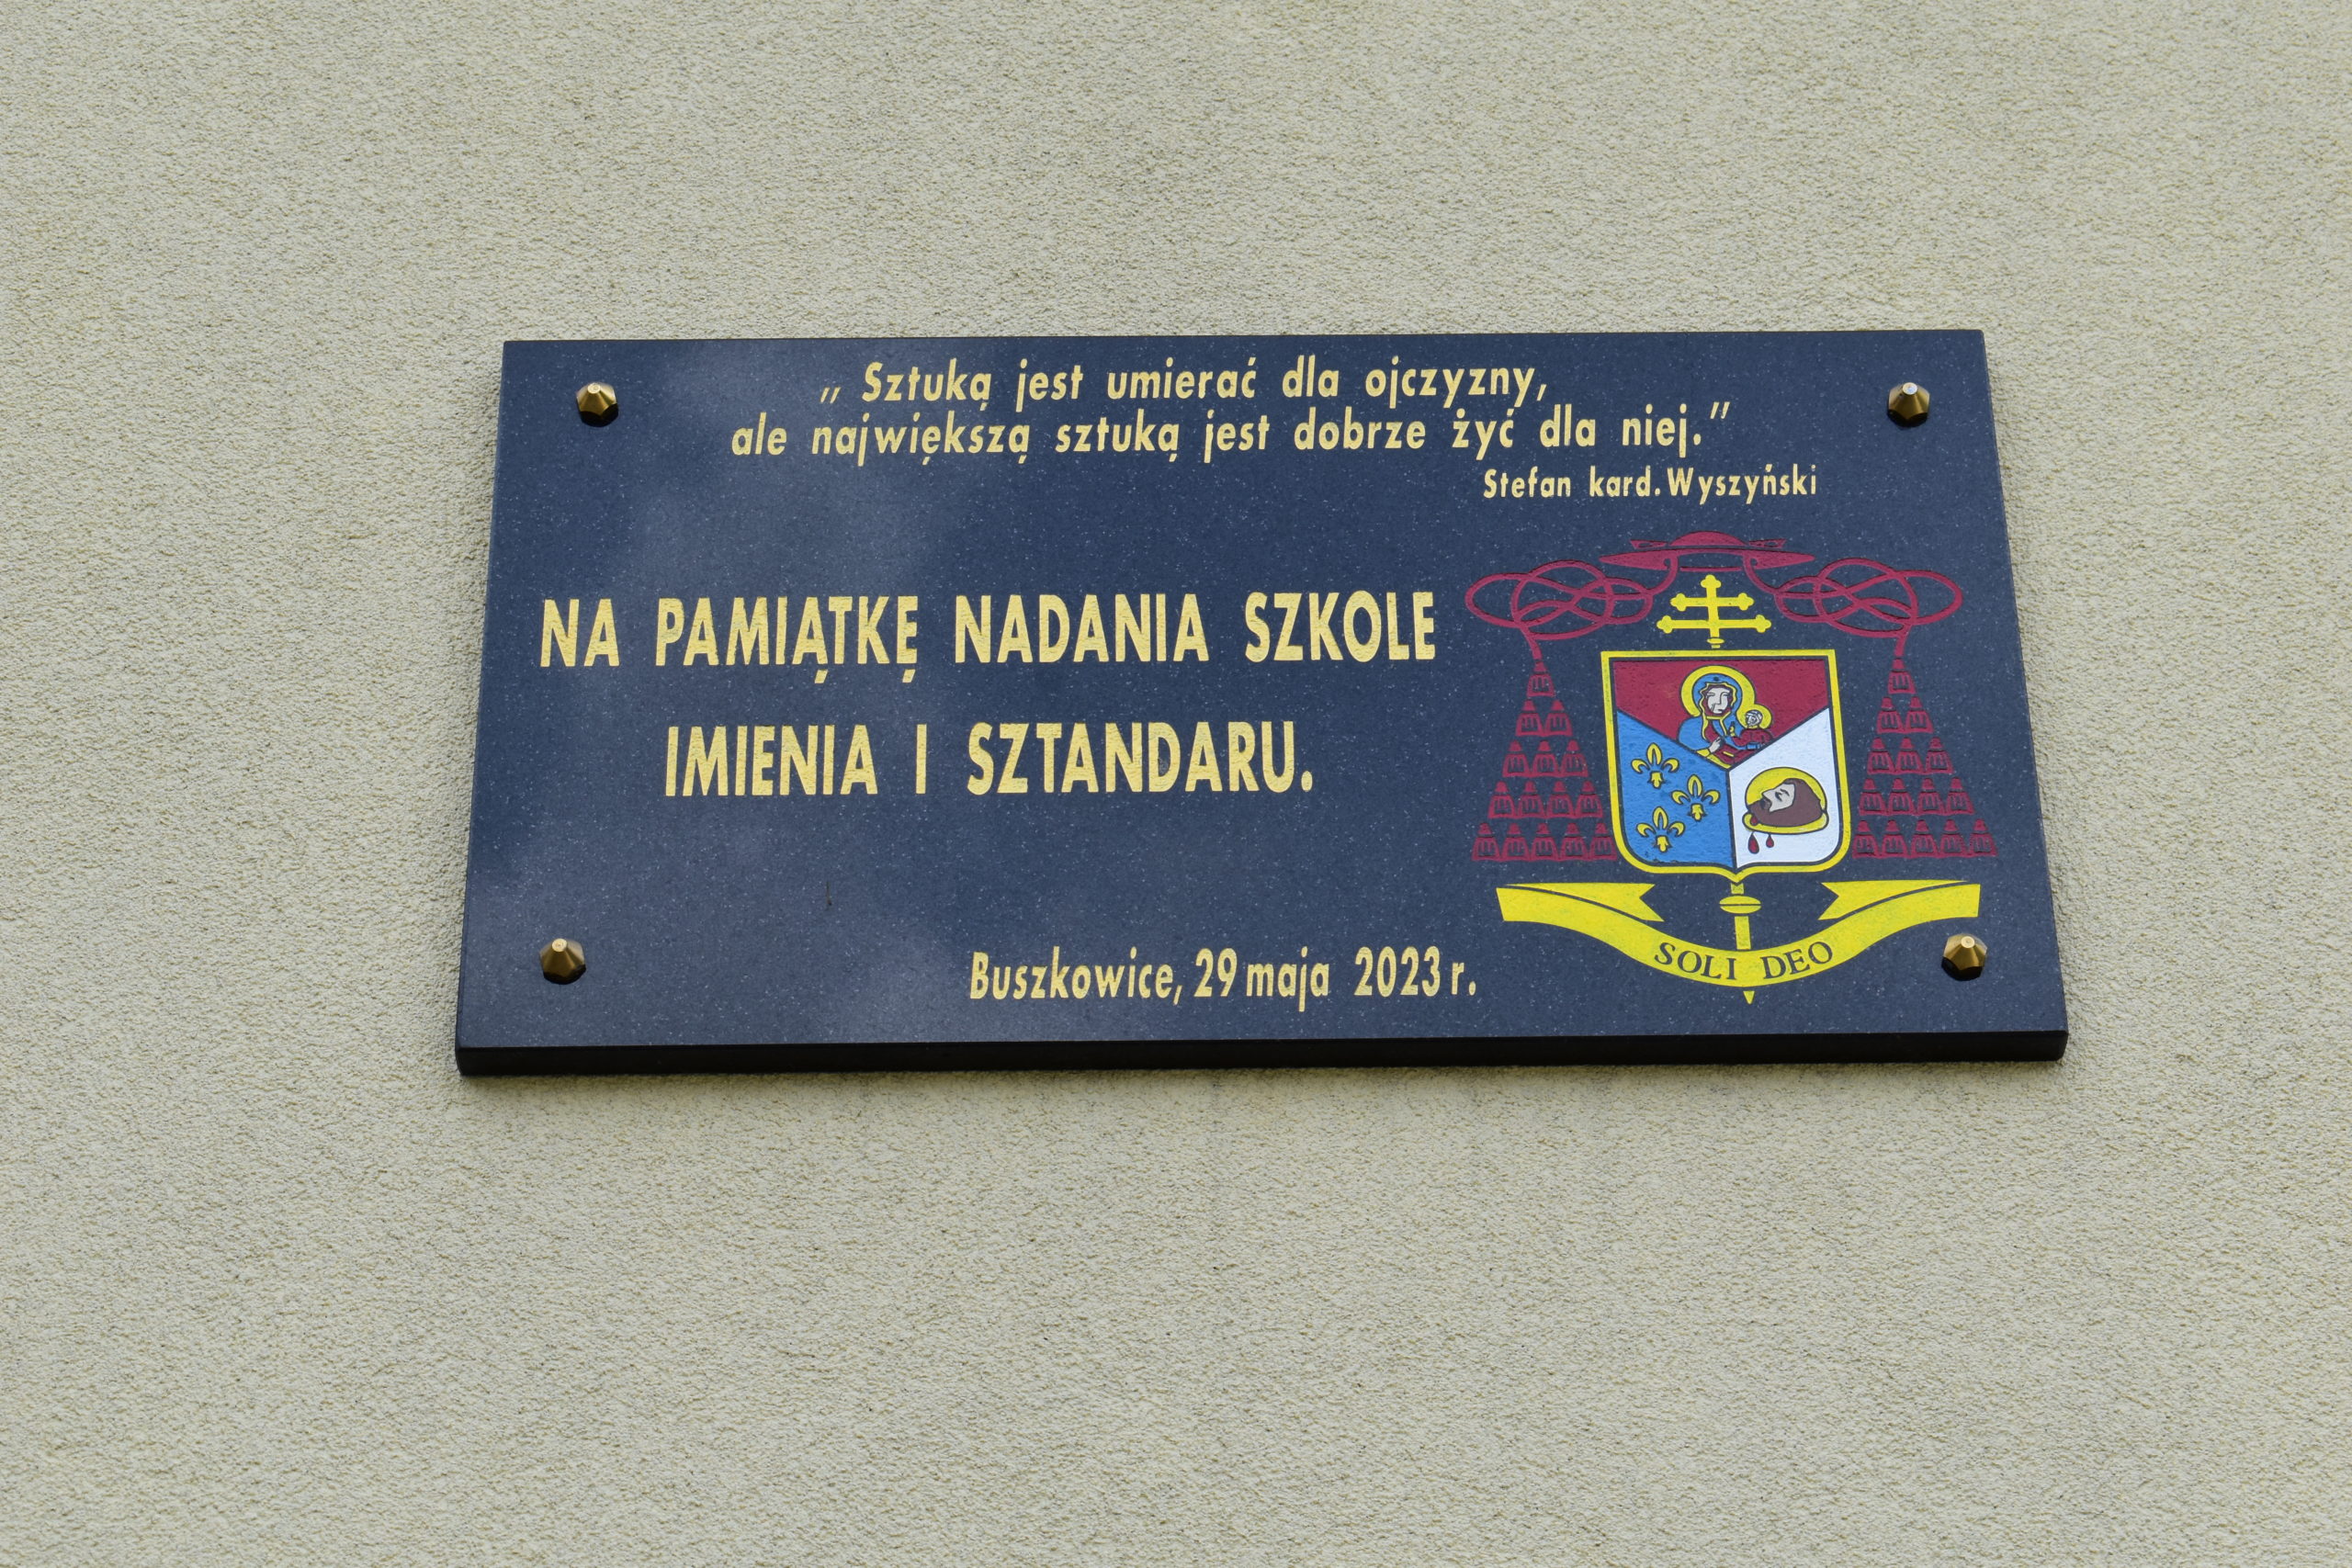 „ Sztuką jest umierać dla ojczyzny,
ale największą sztuką jest dobrze żyć dla niej.”
Stefan kard. Wyszyński
NA PAMIĄTKĘ NADANIA SZKOLE
IMIENIA I SZTANDARU.
Buszkowice, 29 maja 2023 r.
SOLI DEO